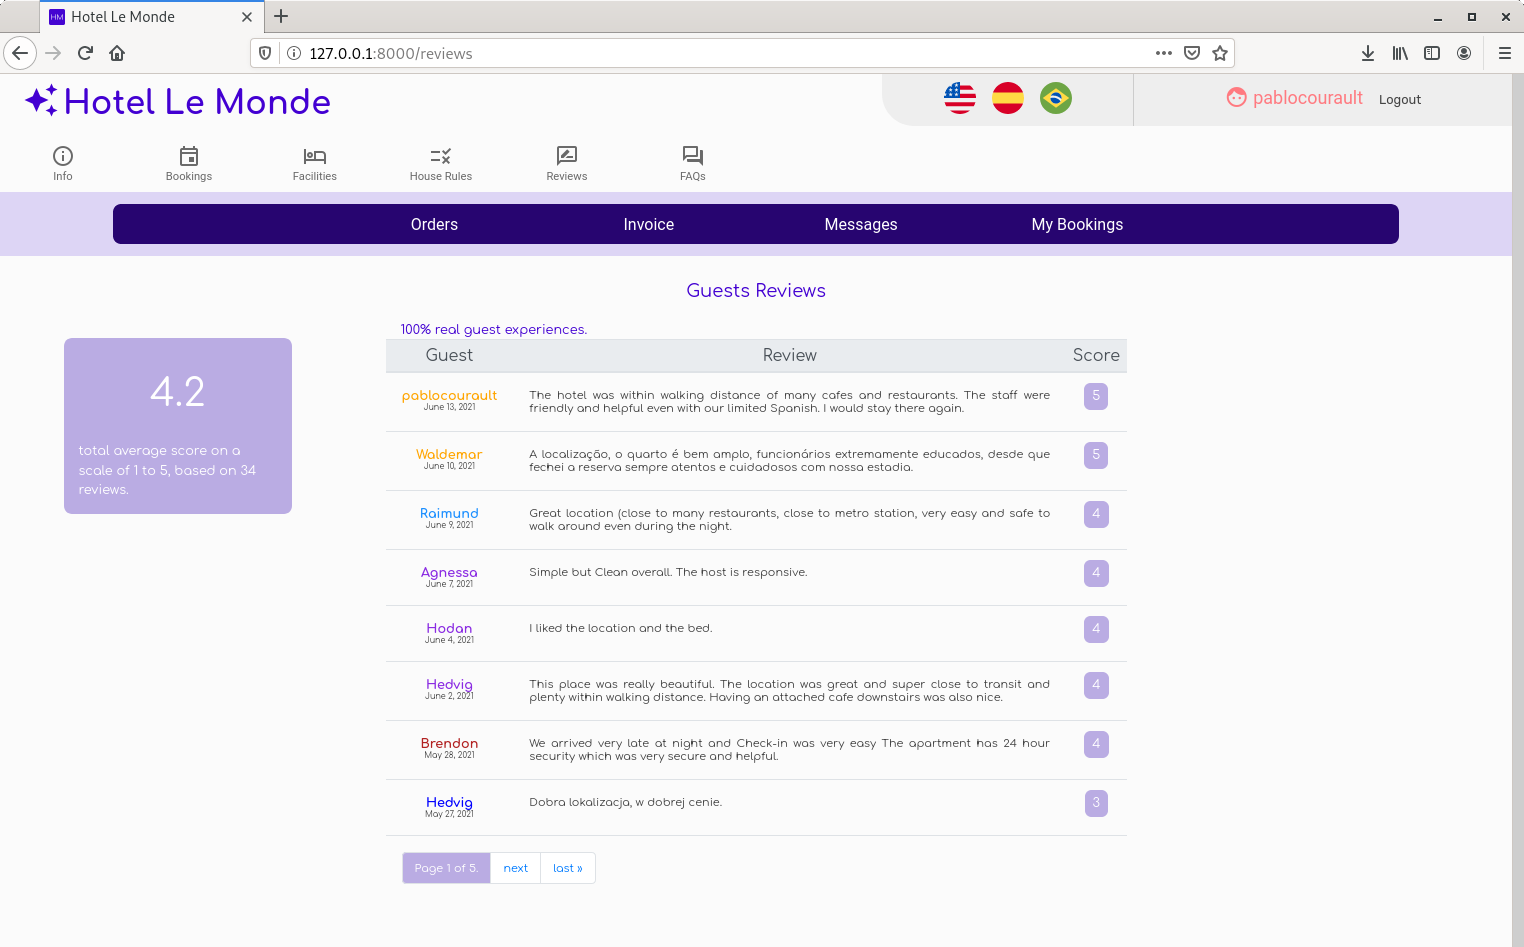 HM Hotel Le Monde
127.0.0.1:8000/reviews
Hotel Le Monde
pablocourault Logout
Info Bookings Facilities House Rules Reviews FAQs
Orders Invoice Messages My Bookings
Guests Reviews
100% real guest experiences.
4.2
total average score on a
scale of 1 to 5, based on 34
reviews.
Guest Review Score
pablocourault
June 13, 2021
The hotel was within walking distance of many cafes and restaurants. The staff were
friendly and helpful even with our limited Spanish. I would stay there again.
5
Waldemar
June 10, 2021
A localização, o quarto é bem amplo, funcionários extremamente educados, desde que
fechei a reserva sempre atentos e cuidadosos com nossa estadia.
5
Raimund
June 9, 2021
Great location (close to many restaurants, close to metro station, very easy and safe to
walk around even during the night.
4
Agnessa
June 7, 2021
Simple but Clean overall. The host is responsive.
4
Hodan
June 4, 2021
I liked the location and the bed.
4
Hedvig
June 2, 2021
This place was really beautiful. The location was great and super close to transit and
plenty within walking distance. Having an attached cafe downstairs was also nice.
4
Brendon
May 28, 2021
We arrived very late at night and Check-in was very easy The apartment has 24 hour
security which was very secure and helpful.
4
Hedvig
May 27, 2021
Dobra lokalizacja, w dobrej cenie.
3
Page 1 of 5. next last »